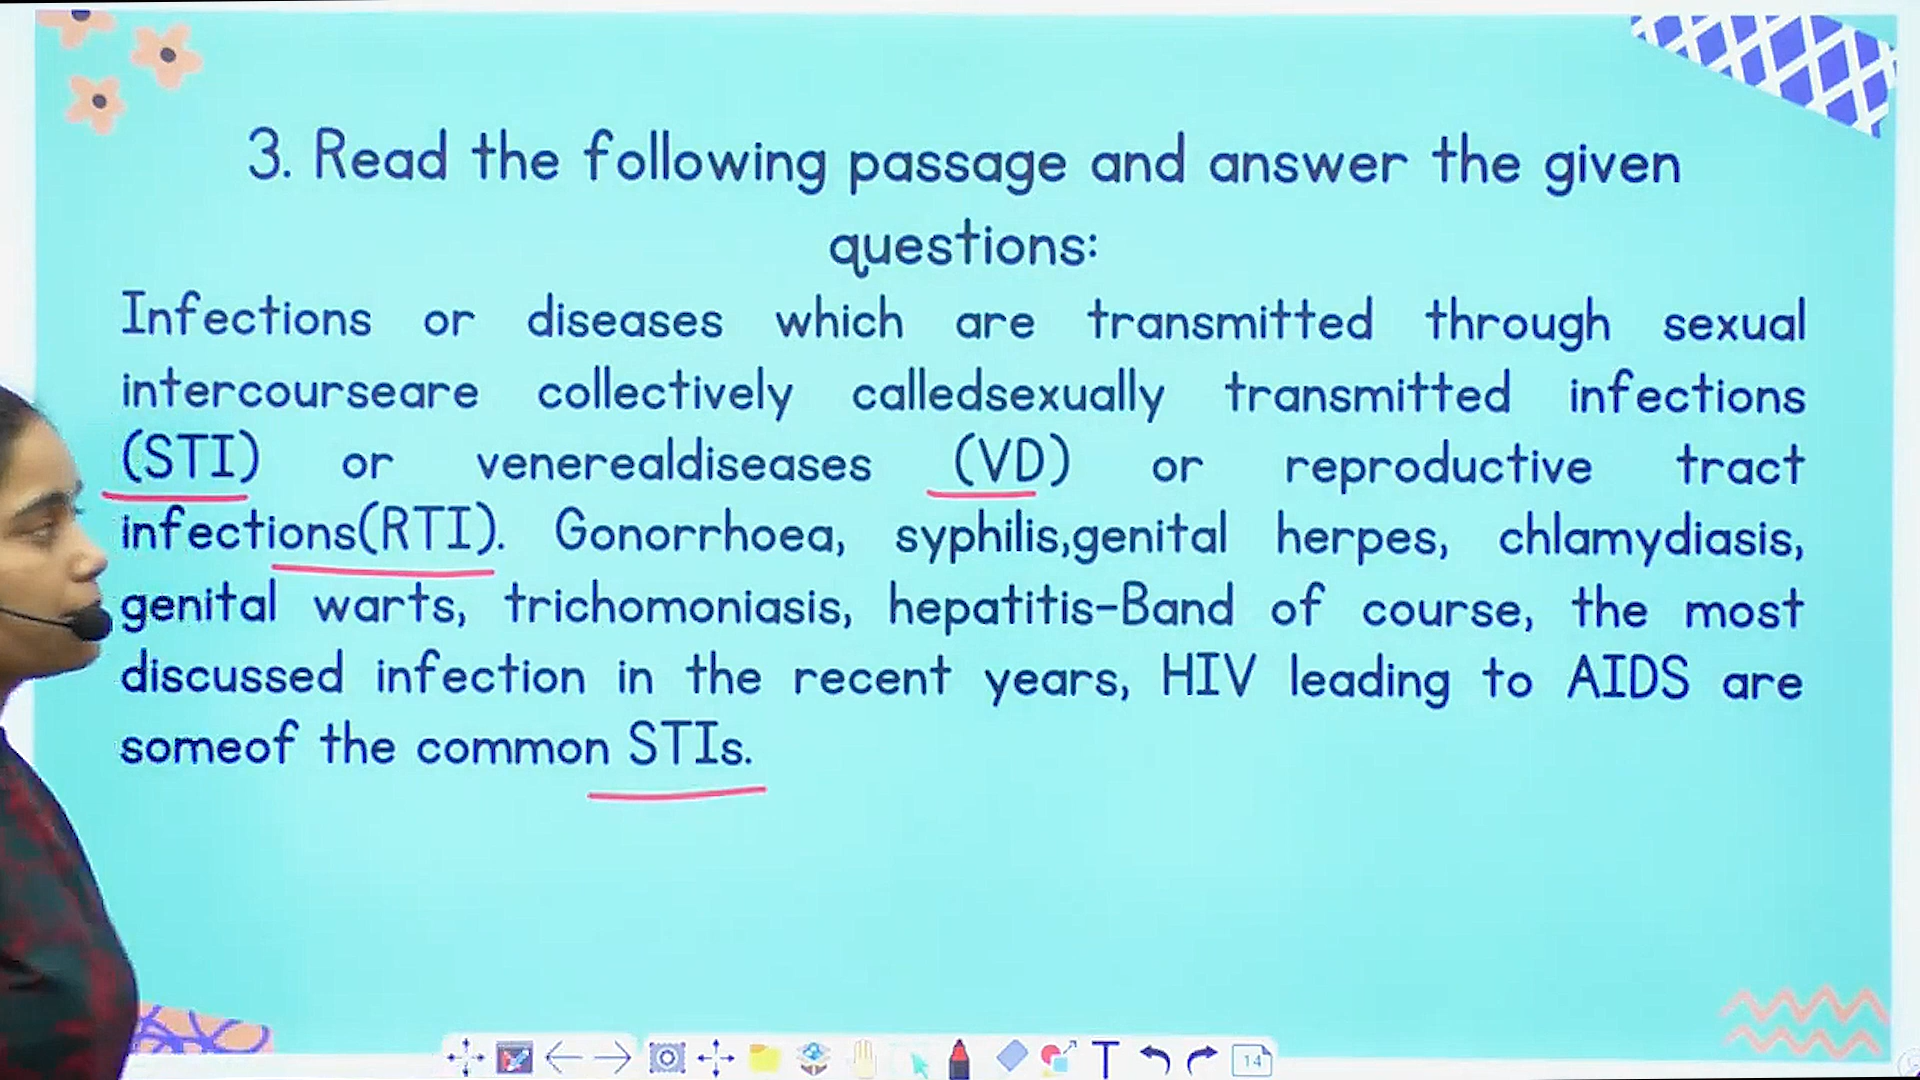 3. Read the following passage and answer the given
questions:
Infections or diseases which are transmitted through sexual
intercourseare collectively calledsexually transmitted infections
(STI) or venerealdiseases (VD) or reproductive tract
infections(RTI). Gonorrhoea, syphilis,genital herpes, chlamydiasis,
genital warts, trichomoniasis, hepatitis-Band of course, the most
discussed infection in the recent years, HIV leading to AIDS are
someof the common STIs.
T 14